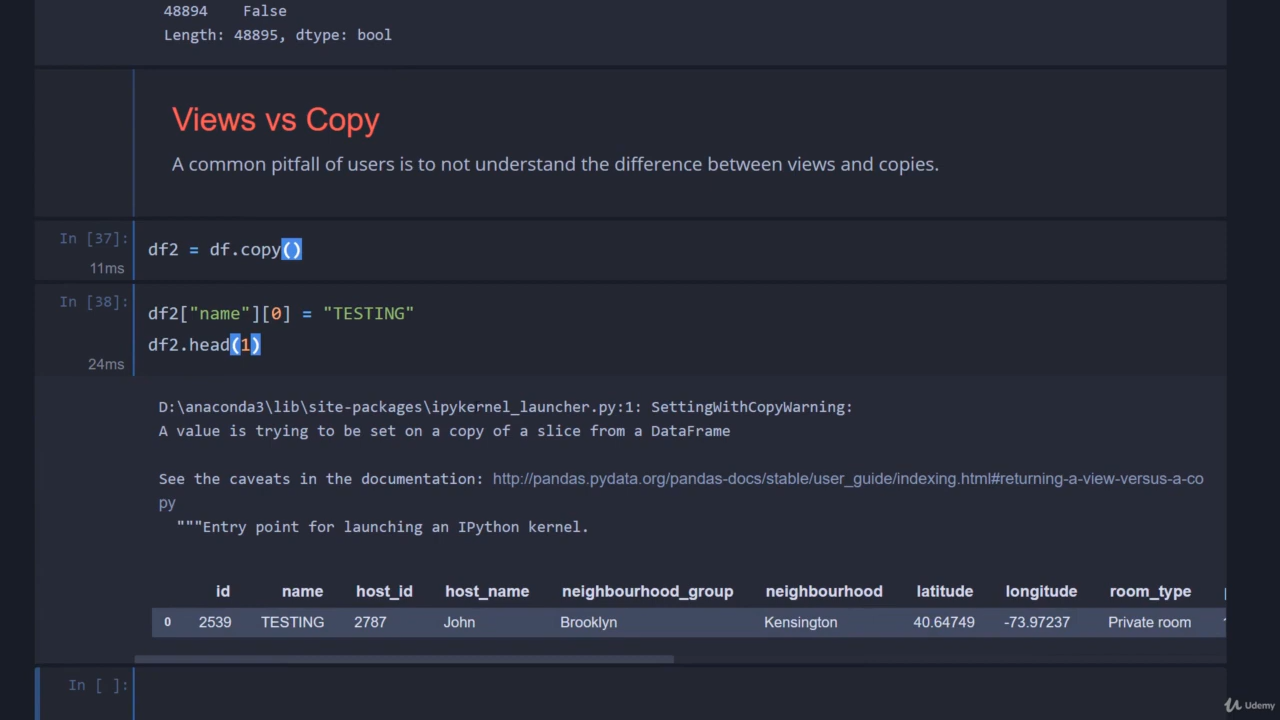 48894    False
Length: 48895, dtype: bool
Views vs Copy
A common pitfall of users is to not understand the difference between views and copies.
In [37]:
df2 = df.copy()
11ms
In [38]:
df2["name"][0] = "TESTING"
df2.head(1)
24ms
D:\anaconda3\lib\site-packages\ipykernel_launcher.py:1: SettingWithCopyWarning:
A value is trying to be set on a copy of a slice from a DataFrame
See the caveats in the documentation: http://pandas.pydata.org/pandas-docs/stable/user_guide/indexing.html#returning-a-view-versus-a-co
py
"""Entry point for launching an IPython kernel.
id name host_id host_name neighbourhood_group neighbourhood latitude longitude room_type
0 2539 TESTING 2787 John Brooklyn Kensington 40.64749 -73.97237 Private room
In [ ]:
Udemy